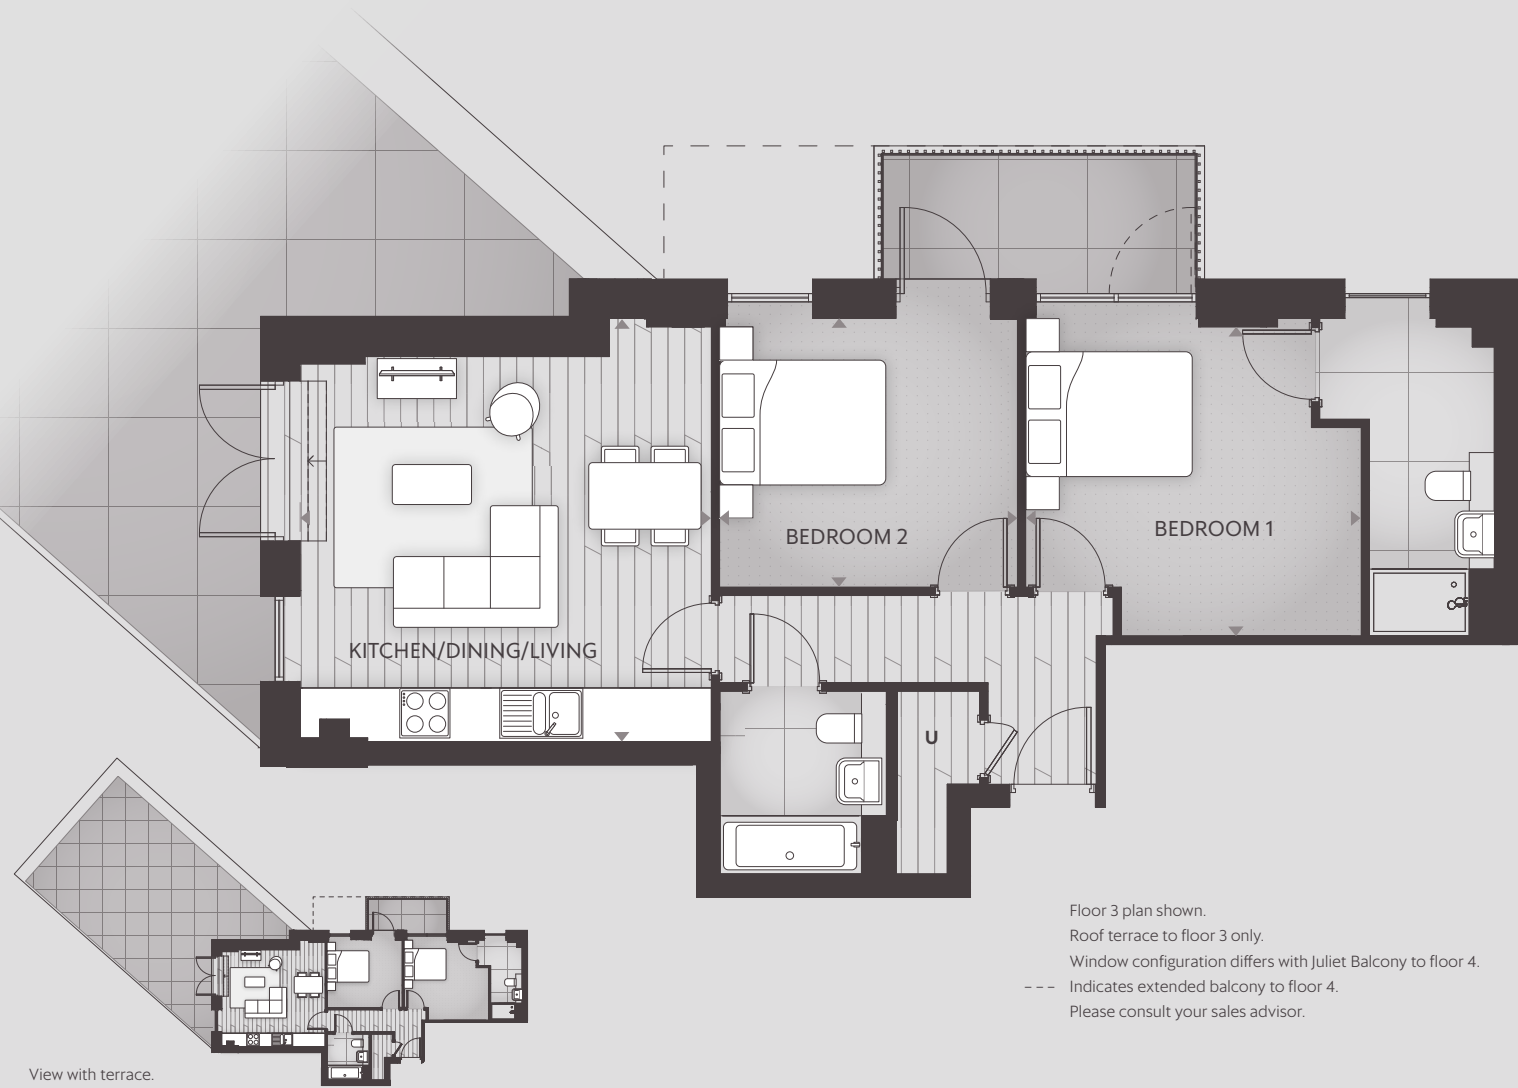 BEDROOM 2
BEDROOM 1
KITCHEN/DINING/LIVING
U
Floor 3 plan shown.
Roof terrace to floor 3 only.
Window configuration differs with Juliet Balcony to floor 4.
--- Indicates extended balcony to floor 4.
Please consult your sales advisor.
View with terrace.